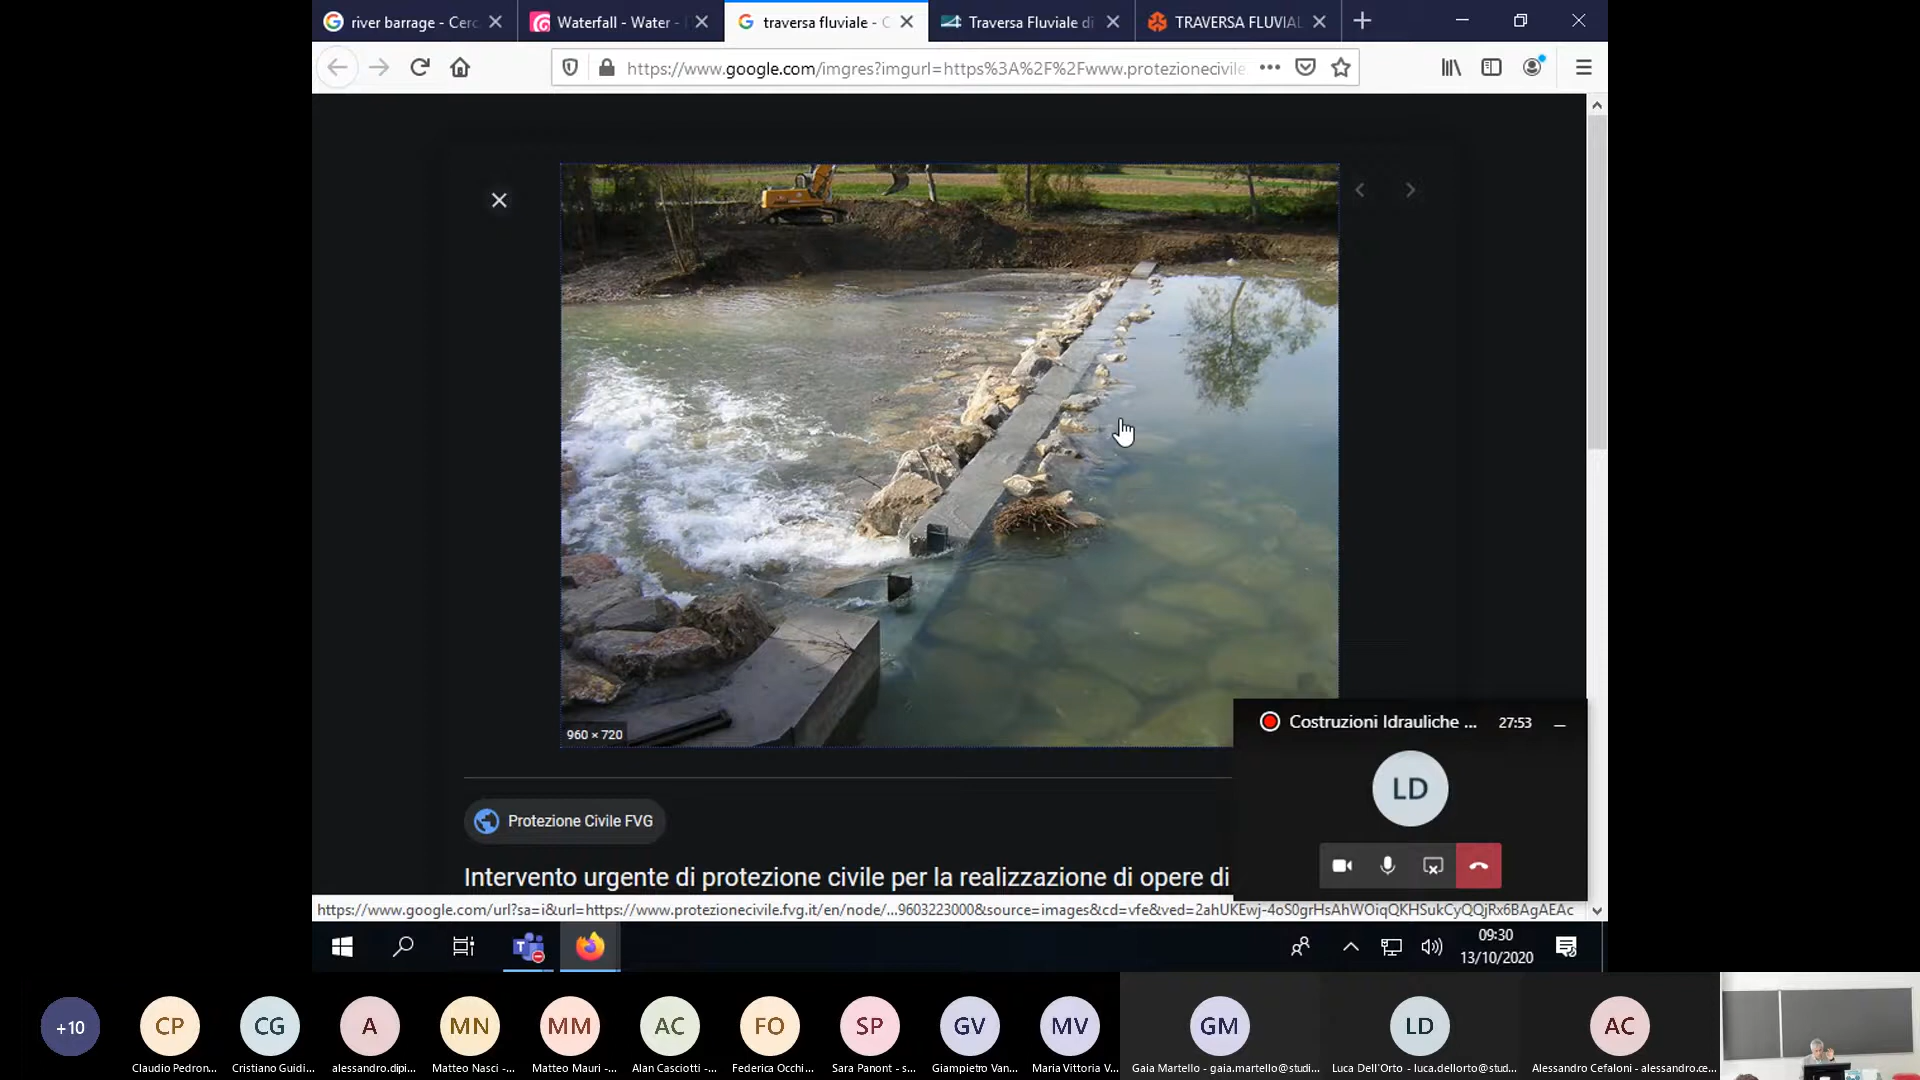 river barrage - Cerc
Waterfall - Water -
traversa fluviale - C
Traversa Fluviale di
TRAVERSA FLUVIAL
https://www.google.com/imgres?imgurl=https%3A%2F%2Fwww.protezionecivile
960 × 720
Costruzioni Idrauliche ...
27:53
LD
Protezione Civile FVG
Intervento urgente di protezione civile per la realizzazione di opere di
https://www.google.com/url?sa=i&url=https://www.protezionecivile.fvg.it/en/node/...9603223000&source=images&cd=vfe&ved=2ahUKEwj-4oS0grHsAhWOiqQKHSukCyQQjRx6BAgAEAc
09:30
13/10/2020
+10
CP
CG
A
MN
MM
AC
FO
SP
GV
MV
GM
LD
AC
Claudio Pedron...
Cristiano Guidi...
alessandro.dipi...
Matteo Nasci -...
Matteo Mauri -...
Alan Casciotti -...
Federica Occhi...
Sara Panont - s...
Giampietro Van...
Maria Vittoria V...
Gaia Martello - gaia.martello@studi...
Luca Dell'Orto - luca.dellorto@stud...
Alessandro Cefaloni - alessandro.ce...